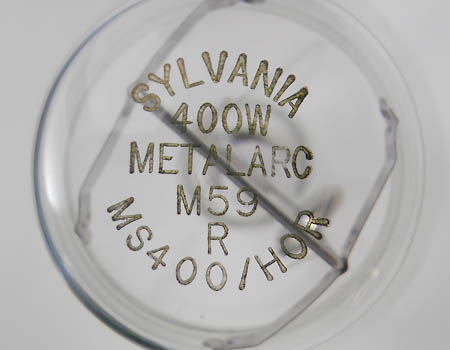 SYLVANIA
400W
METALARC
M59
R
MS400/HOR